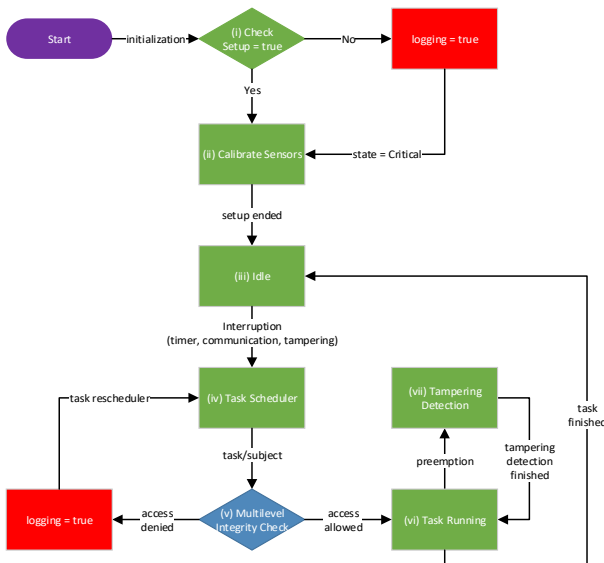 Start
initialization
(i) Check
Setup = true
No
logging = true
Yes
(ii) Calibrate Sensors
state = Critical
setup ended
(iii) Idle
Interruption
(timer, communication, tampering)
task rescheduler
(iv) Task Scheduler
(vii) Tampering
Detection
task
finished
task/subject
preemption
tampering
detection
finished
logging = true
access
denied
(v) Multilevel
Integrity Check
access
allowed
(vi) Task Running